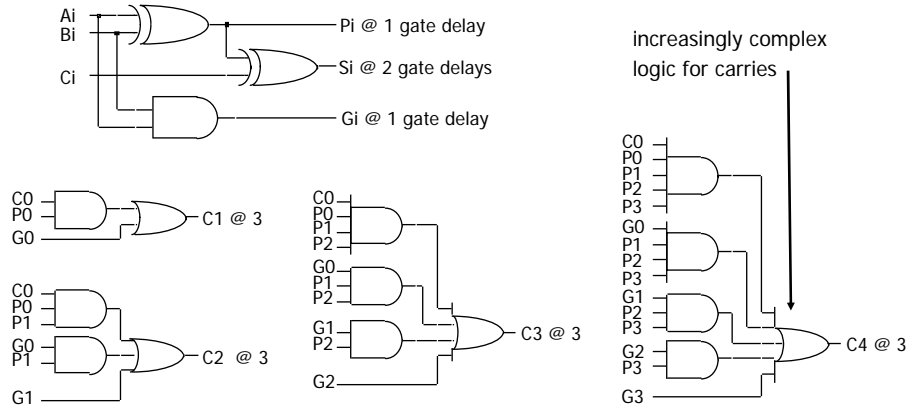 Ai
Bi
Ci
Pi @ 1 gate delay
Si @ 2 gate delays
Gi @ 1 gate delay
increasingly complex
logic for carries
C0
P0
G0
C1 @ 3
C0
P0
P1
G0
P1
G1
C2 @ 3
C0
P0
P1
P2
G0
P1
P2
G1
P2
G2
C3 @ 3
C0
P0
P1
P2
P3
G0
P1
P2
P3
G1
P2
P3
G2
P3
G3
C4 @ 3